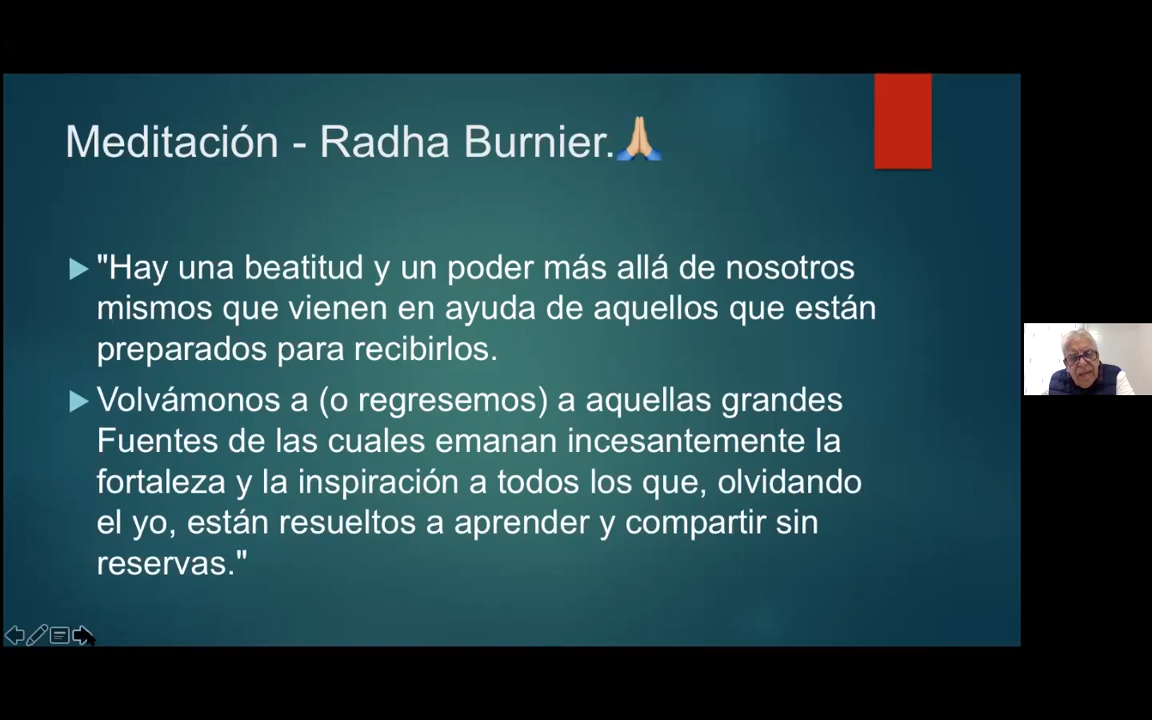 Meditación - Radha Burnier.🙏🏼
"Hay una beatitud y un poder más allá de nosotros
mismos que vienen en ayuda de aquellos que están
preparados para recibirlos.
Volvámonos a (o regresemos) a aquellas grandes
Fuentes de las cuales emanan incesantemente la
fortaleza y la inspiración a todos los que, olvidando
el yo, están resueltos a aprender y compartir sin
reservas."